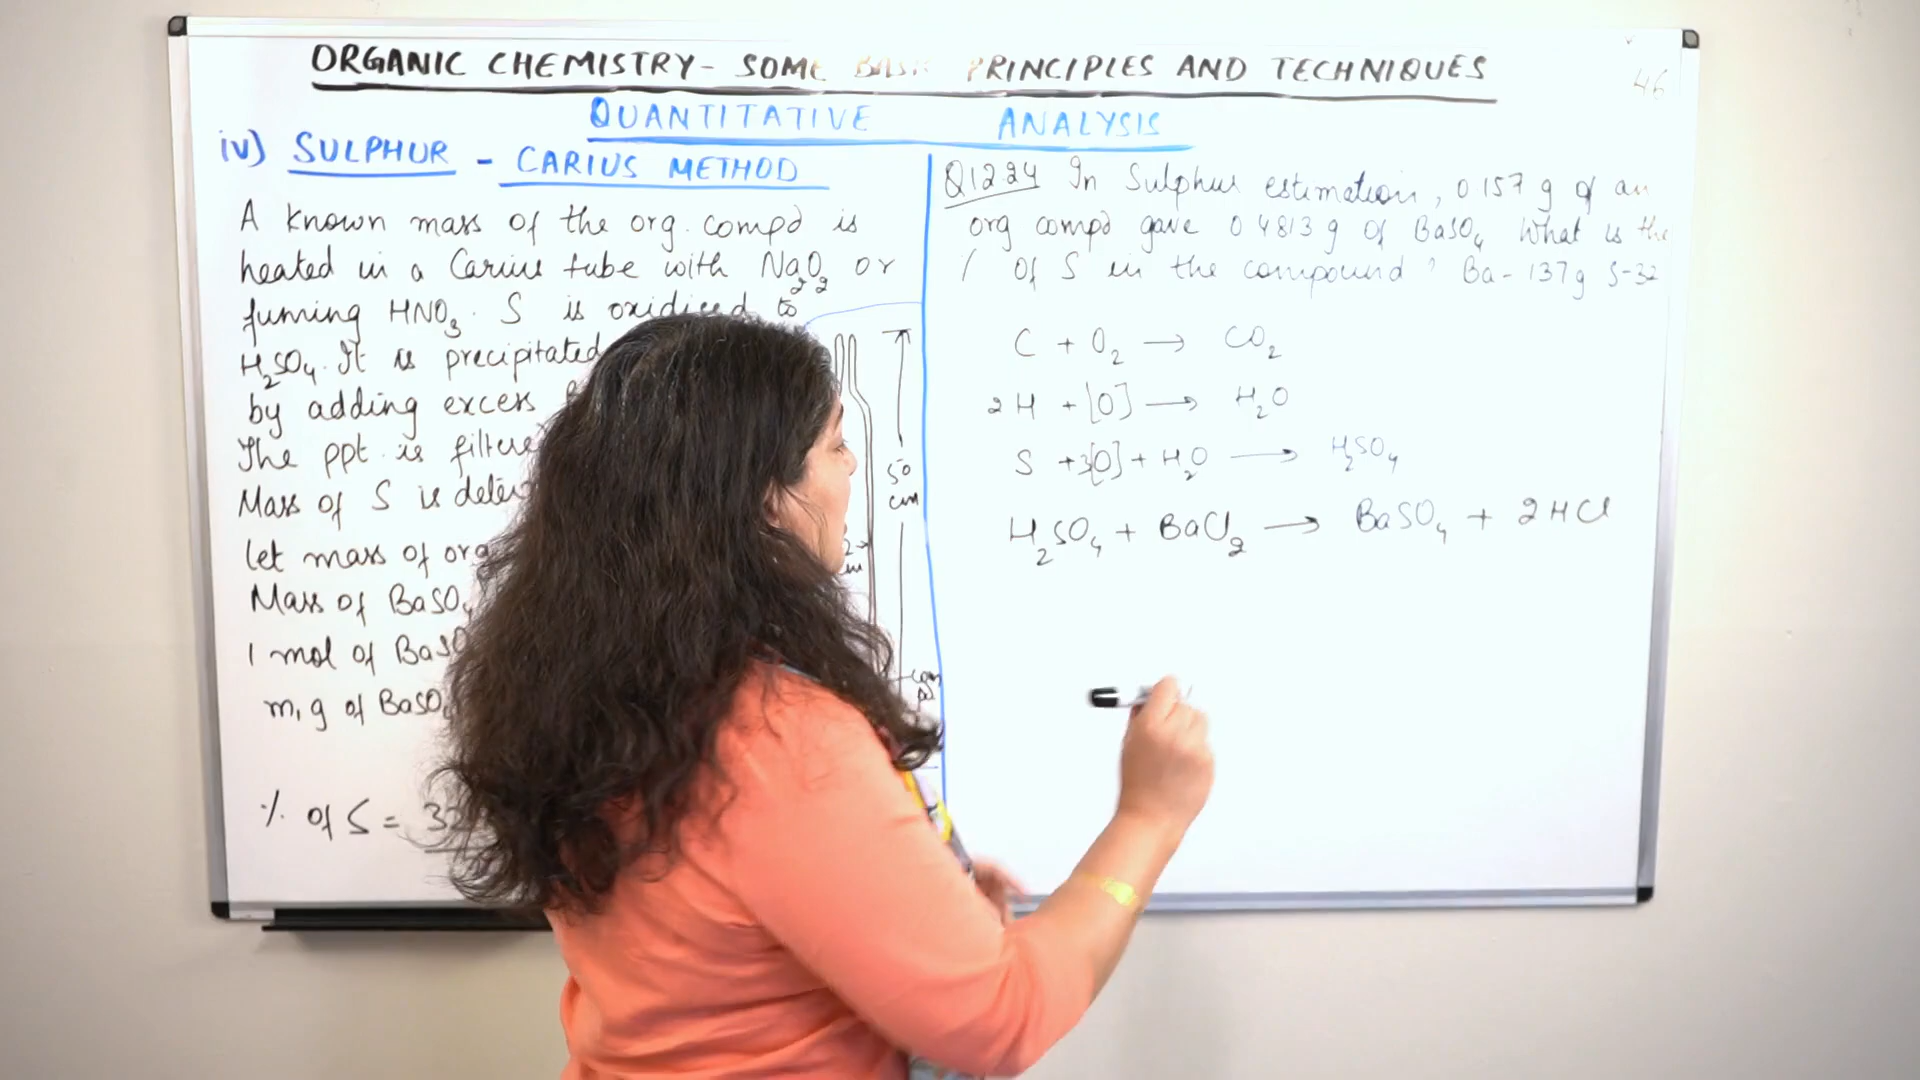 ORGANIC CHEMISTRY- SOME BASIC PRINCIPLES AND TECHNIQUES
46
QUANTITATIVE ANALYSIS
iv) SULPHUR - CARIUS METHOD
A known mass of the org. compd is
heated in a Carius tube with Na2O2 or
fuming HNO3. S is oxidised to
H2SO4. It is precipitated
by adding excess
The ppt. is filtere
Mass of S is deter
let mass of org
Mass of BaSO4
1 mol of BaSO
m, g of BaSO4
% of S = 32
50
cm
Q12.24 In Sulphur estimation, 0.157 g of an
org compd gave 0.4813 g of BaSO4 What is the
% Of S in the compound? Ba - 137g S-32
C + O2 → CO2
2H + [O] → H2O
S + 3[O] + H2O → H2SO4
H2SO4 + BaCl2 → BaSO4 + 2HCl